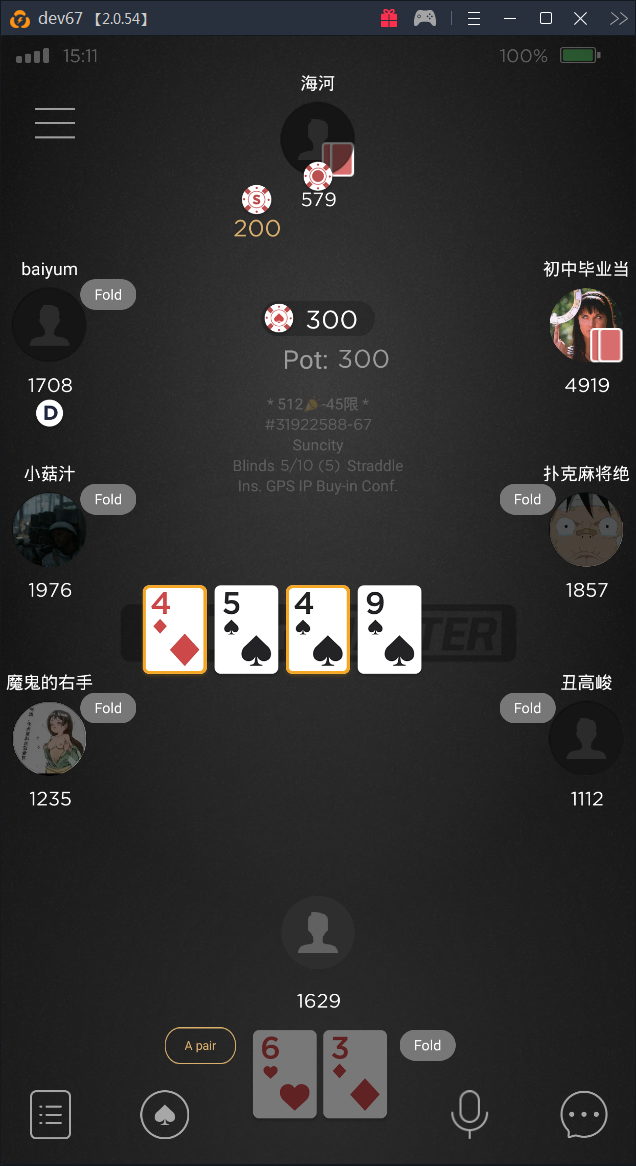 dev67 【2.0.54】
15:11
100%
海河
579
S
200
baiyum
Fold
1708
D
初中毕业当
4919
300
Pot: 300
* 512 -45限 *
#31922588-67
Suncity
Blinds 5/10 (5) Straddle
Ins. GPS IP Buy-in Conf.
小菇汁
Fold
1976
扑克麻将绝
Fold
1857
4 5 4 9
魔鬼的右手
Fold
1235
丑高峻
Fold
1112
1629
A pair
6 3
Fold